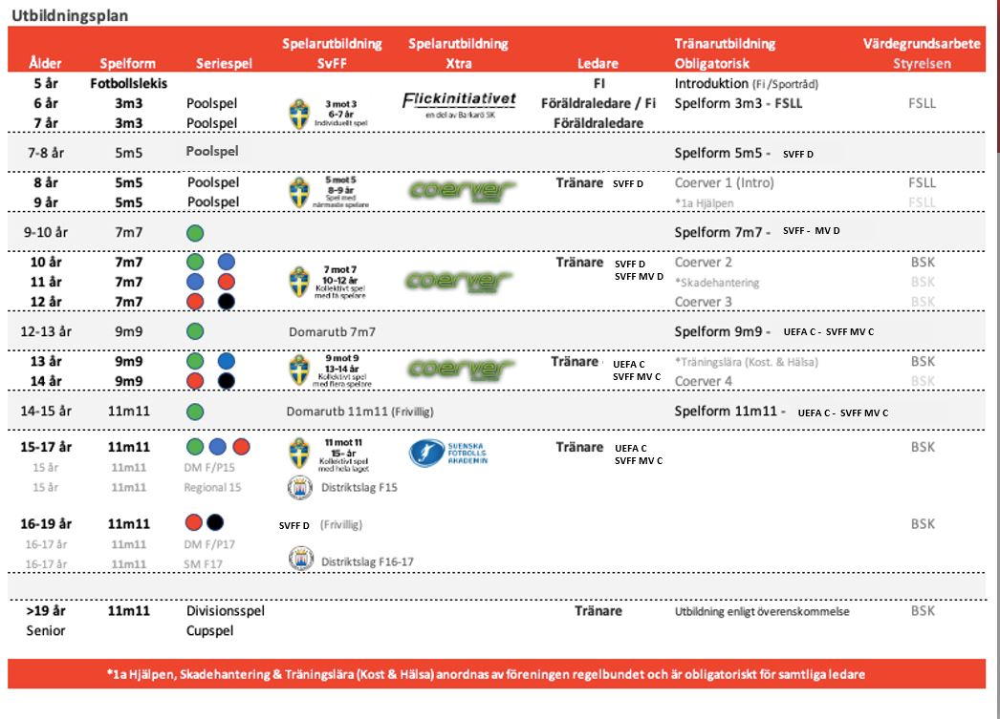 Utbildningsplan
Spelarutbildning Spelarutbildning Tränarutbildning Värdegrundsarbete
Ålder Spelform Seriespel SvFF Xtra Ledare Obligatorisk Styrelsen
5 år Fotbollslekis FI Introduktion (Fi /Sportråd)
6 år 3m3 Poolspel 3 mot 3 Flickinitiativet Föräldraledare / Fi Spelform 3m3 - FSLL FSLL
6-7 år en del av Barkarö SK
7 år 3m3 Poolspel Individuellt spel Föräldraledare
7-8 år 5m5 Poolspel Spelform 5m5 - SVFF D
8 år 5m5 Poolspel 5 mot 5 coerver Tränare SVFF D Coerver 1 (Intro) FSLL
8-9 år
Spel med
9 år 5m5 Poolspel närmaste spelare *1a Hjälpen FSLL
9-10 år 7m7 Spelform 7m7 - SVFF - MV D
10 år 7m7 7 mot 7 Tränare SVFF D Coerver 2 BSK
SVFF MV D
11 år 7m7 10-12 år coerver *Skadehantering BSK
Kollektivt spel
12 år 7m7 med få spelare Coerver 3 BSK
12-13 år 9m9 Domarutb 7m7 Spelform 9m9 - UEFA C - SVFF MV C
13 år 9m9 9 mot 9 coerver Tränare UEFA C *Träningslära (Kost. & Hälsa) BSK
13-14 år SVFF MV C
Kollektivt spel
14 år 9m9 med flera spelare Coerver 4 BSK
14-15 år 11m11 Domarutb 11m11 (Frivillig) Spelform 11m11 - UEFA C - SVFF MV C
15-17 år 11m11 11 mot 11 SVENSKA Tränare UEFA C BSK
15- år FOTBOLLS SVFF MV C
Kollektivt spel AKADEMIN
15 år 11m11 DM F/P15 med hela laget
15 år 11m11 Regional 15 Distriktslag F15
16-19 år 11m11 SVFF D (Frivillig) BSK
16-17 år 11m11 DM F/P17
16-17 år 11m11 SM F17 Distriktslag F16-17
>19 år 11m11 Divisionsspel Tränare Utbildning enligt överenskommelse BSK
Senior Cupspel
*1a Hjälpen, Skadehantering & Träningslära (Kost & Hälsa) anordnas av föreningen regelbundet och är obligatoriskt för samtliga ledare